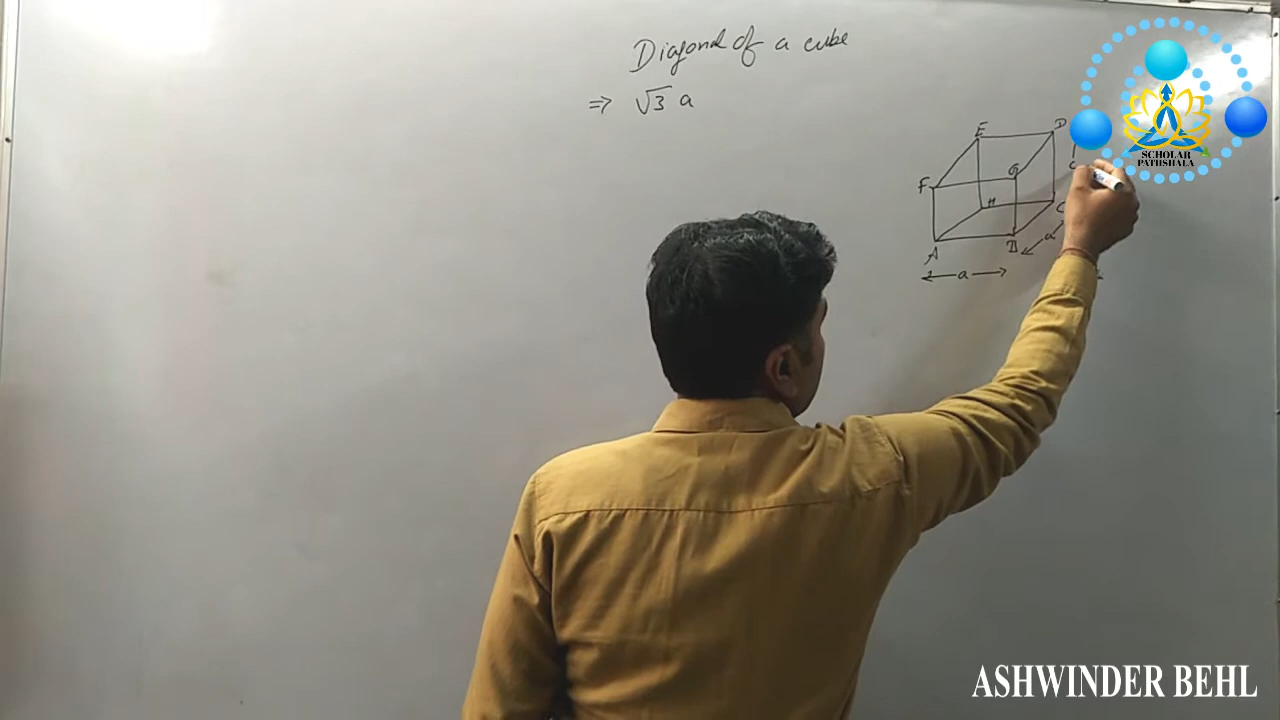 Diagonal of a cube
⇒ √3 a
E D
F G
H C
A B
a
a
SCHOLAR
PATHSHALA
ASHWINDER BEHL